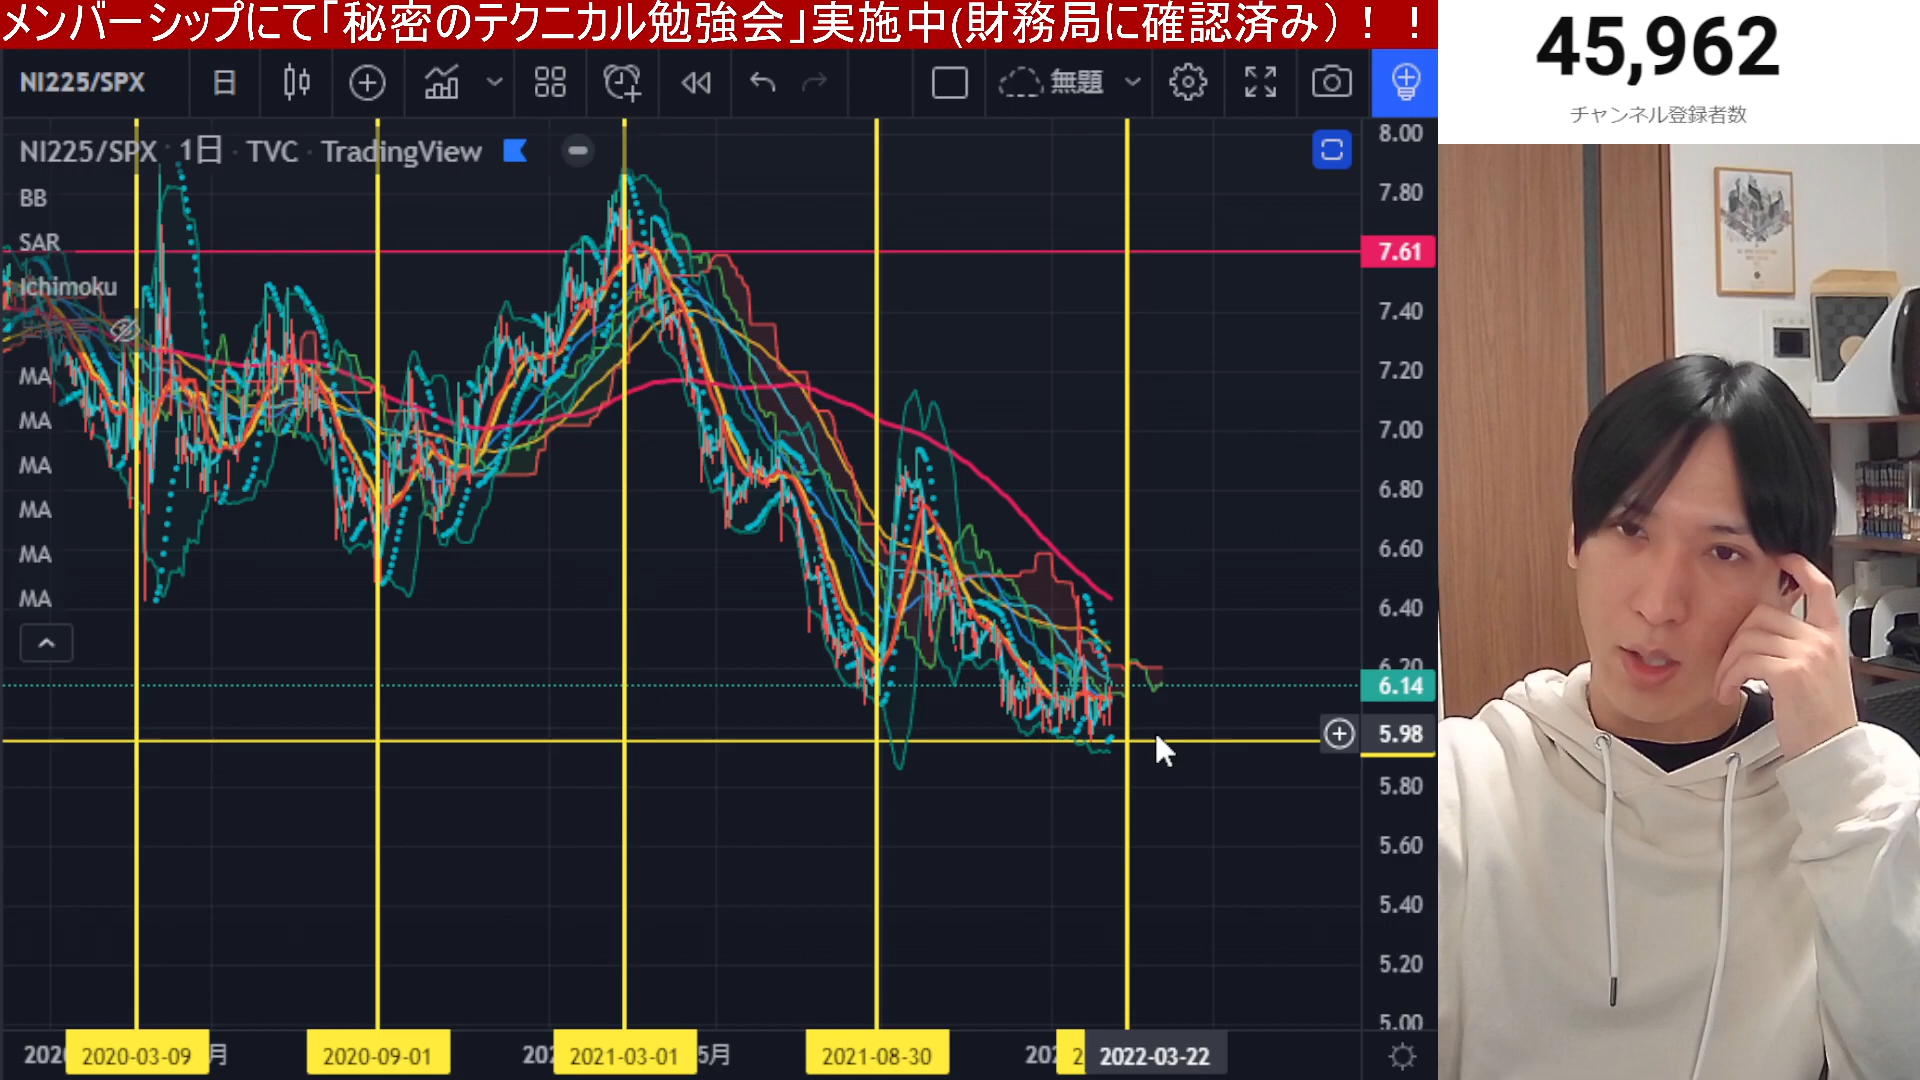 メンバーシップにて「秘密のテクニカル勉強会」実施中(財務局に確認済み）！！
45,962
チャンネル登録者数
NI225/SPX
日
無題
NI225/SPX · 1日 · TVC · TradingView
BB
SAR
Ichimoku
MA
MA
MA
MA
MA
MA
8.00
7.80
7.61
7.40
7.20
7.00
6.80
6.60
6.40
6.20
6.14
5.98
5.80
5.60
5.40
5.20
5.00
2020-03-09
月
2020-09-01
2021-03-01
5月
2021-08-30
2022-03-22